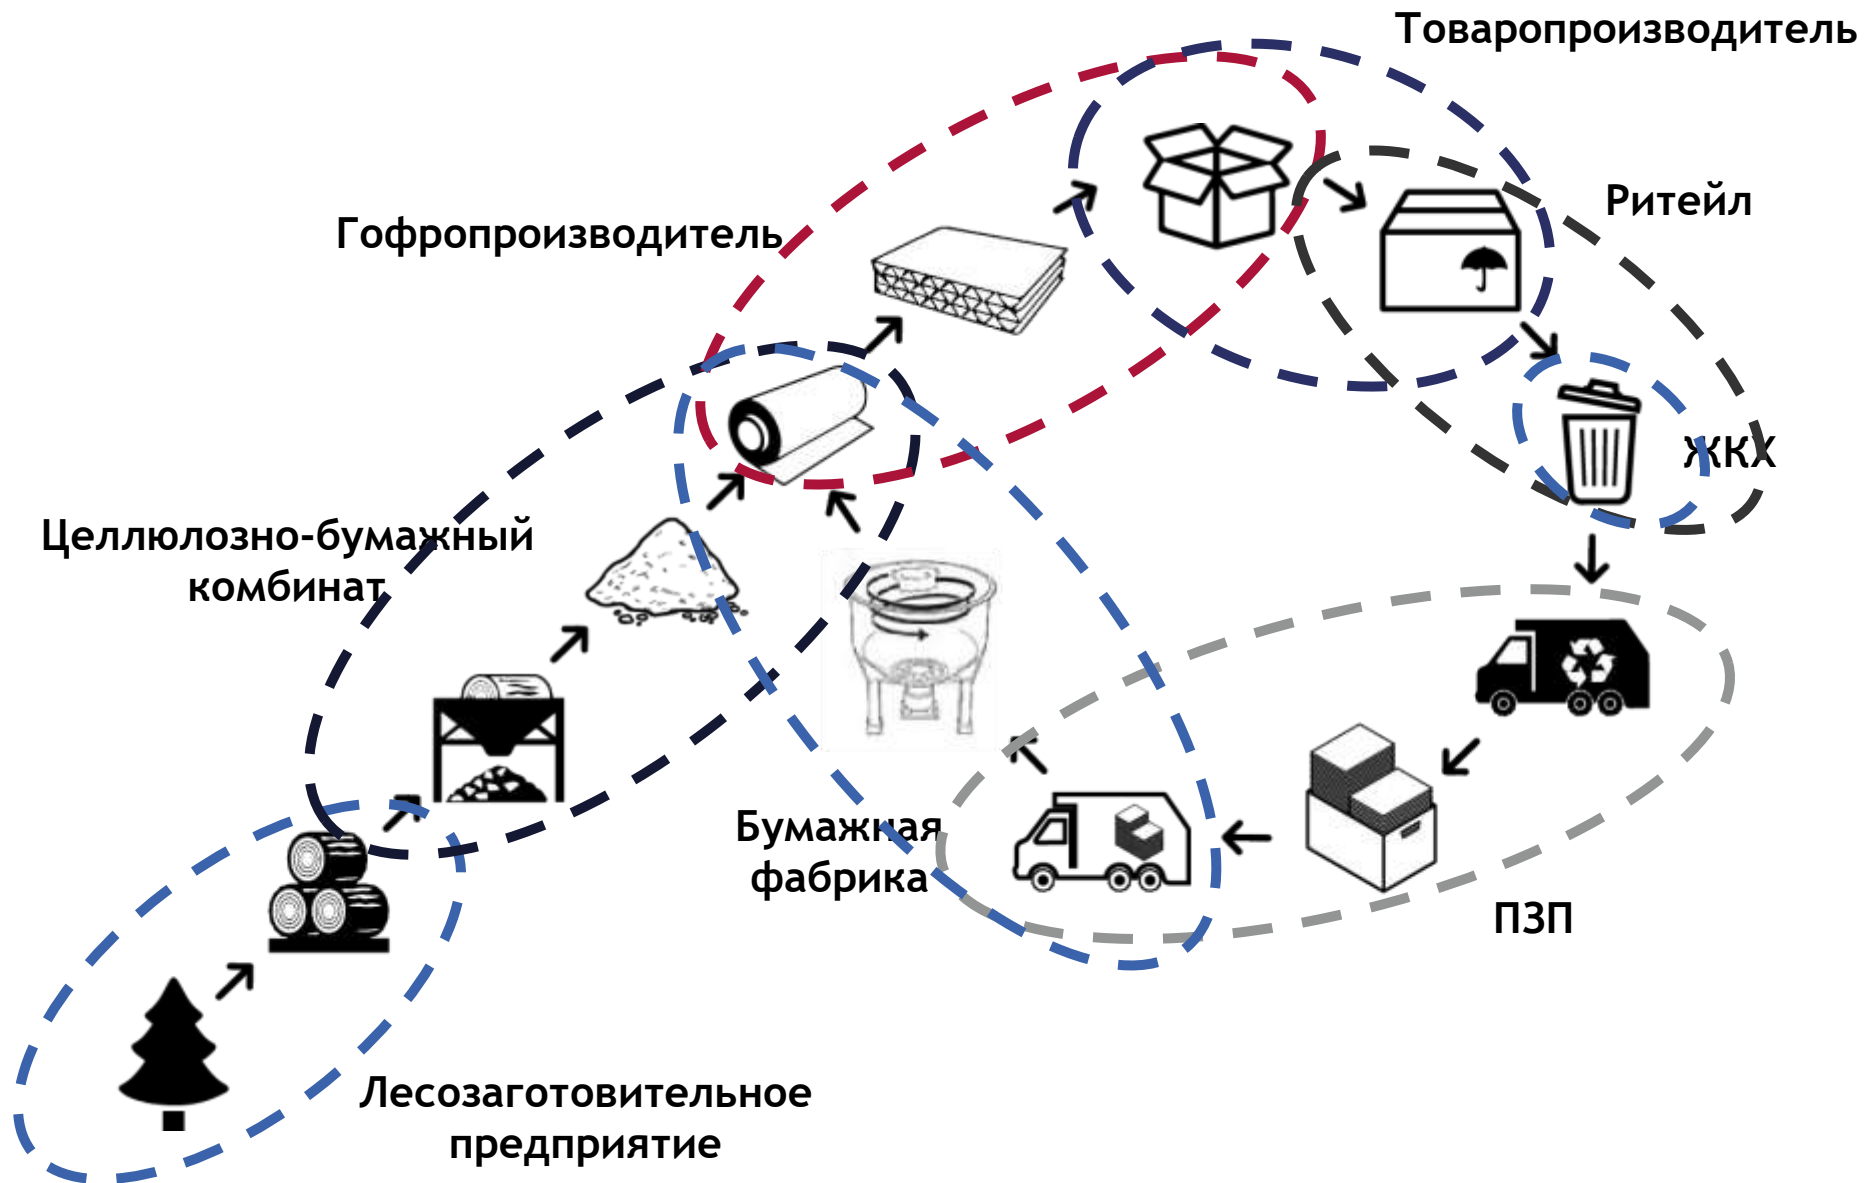 Товаропроизводитель
Ритейл
Гофропроизводитель
ЖКХ
Целлюлозно-бумажный
комбинат
Бумажная
фабрика
ПЗП
Лесозаготовительное
предприятие